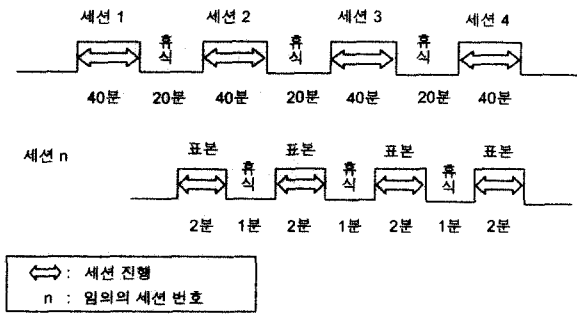 세션 1 세션 2 세션 3 세션 4
휴식 휴식 휴식
40분 20분 40분 20분 40분 20분 40분
세션 n
표본 표본 표본 표본
휴식 휴식 휴식
2분 1분 2분 1분 2분 1분 2분
: 세션 진행
n : 임의의 세션 번호